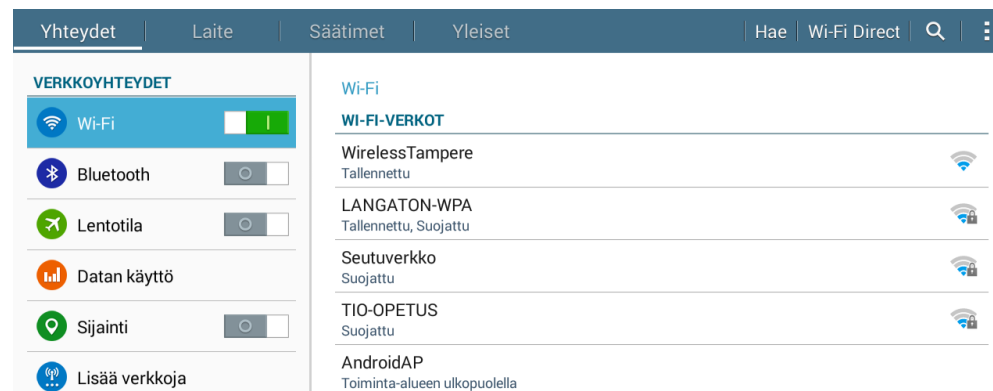 Yhteydet Laite Säätimet Yleiset Hae Wi-Fi Direct
VERKKOYHTEYDET
Wi-Fi
Bluetooth
Lentotila
Datan käyttö
Sijainti
Lisää verkkoja
Wi-Fi
WI-FI-VERKOT
WirelessTampere
Tallennettu
LANGATON-WPA
Tallennettu, Suojattu
Seutuverkko
Suojattu
TIO-OPETUS
Suojattu
AndroidAP
Toiminta-alueen ulkopuolella